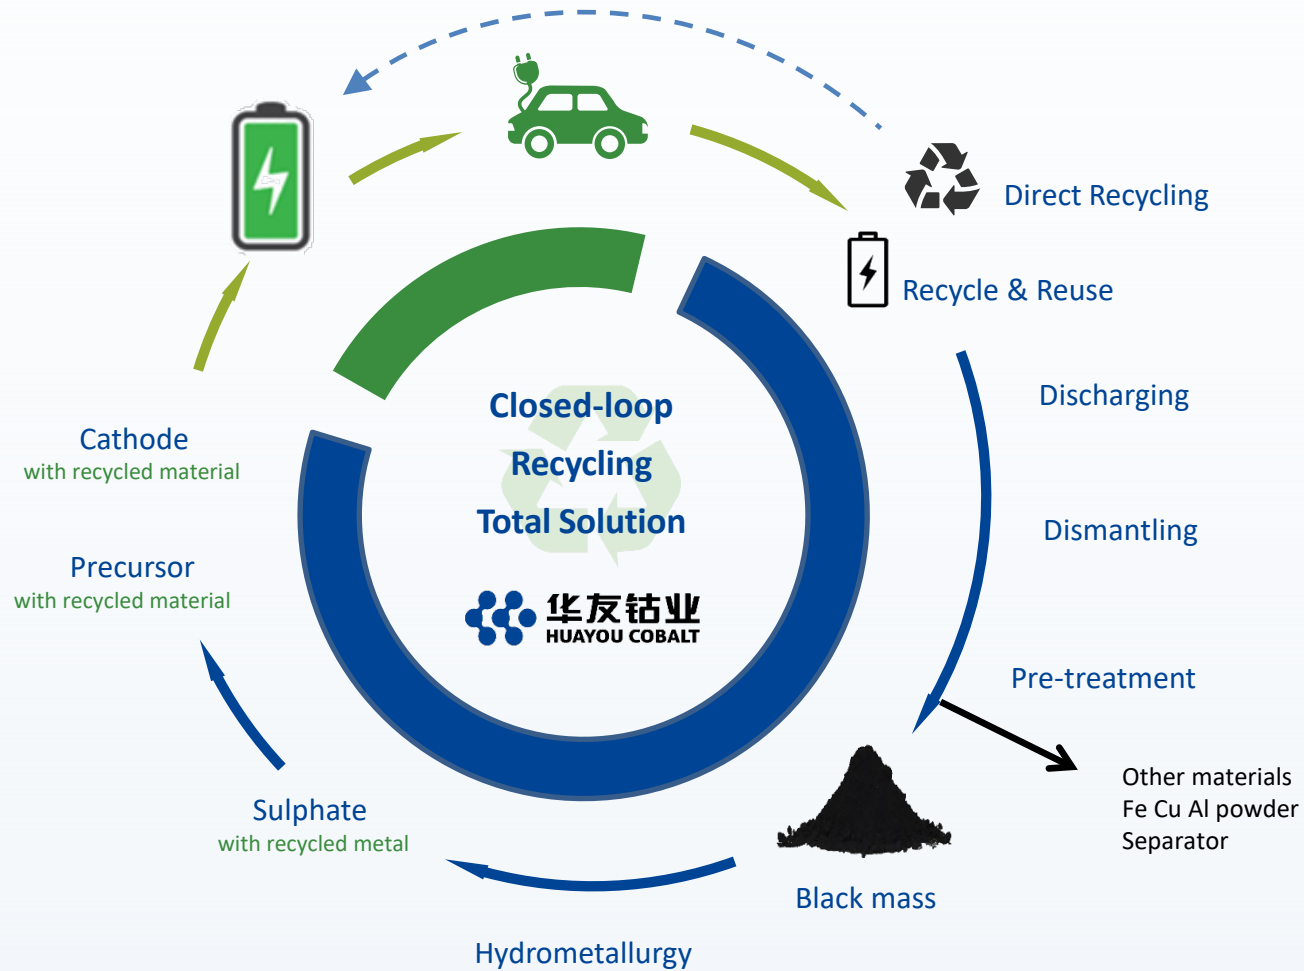 Direct Recycling
Recycle & Reuse
Discharging
Dismantling
Pre-treatment
Other materials
Fe Cu Al powder
Separator
Black mass
Hydrometallurgy
Sulphate
with recycled metal
Precursor
with recycled material
Cathode
with recycled material
Closed-loop
Recycling
Total Solution
华友钴业
HUAYOU COBALT